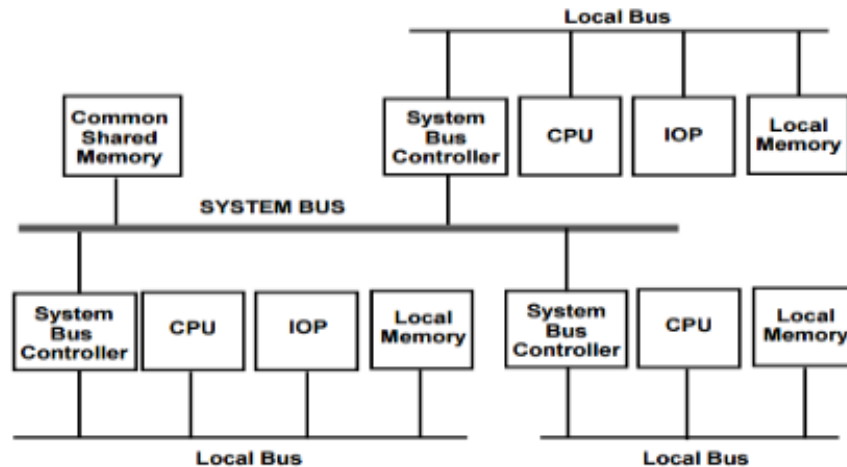 Local Bus
Common
Shared
Memory
System
Bus
Controller
CPU
IOP
Local
Memory
SYSTEM BUS
System
Bus
Controller
CPU
IOP
Local
Memory
System
Bus
Controller
CPU
Local
Memory
Local Bus
Local Bus